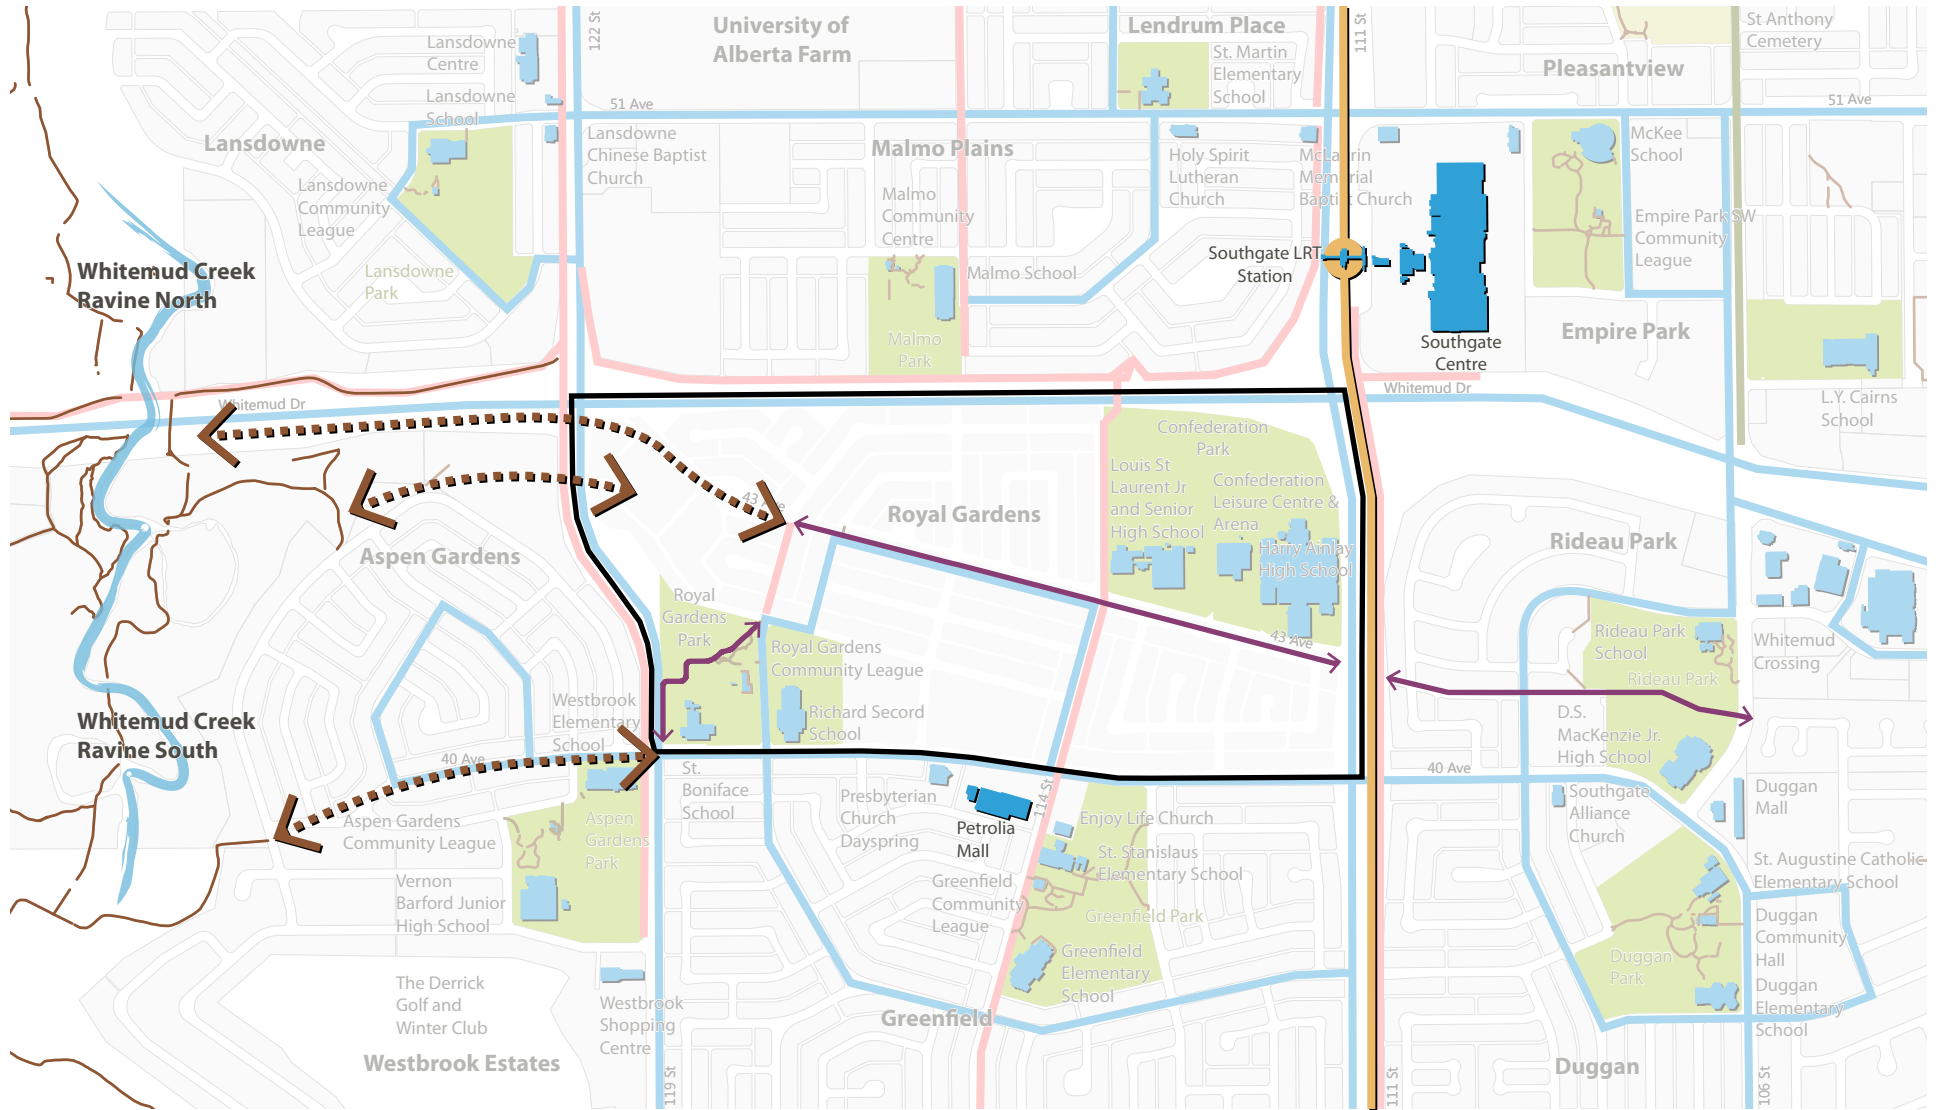 122 St
University of
Alberta Farm
Lendrum Place
111 St
St Anthony
Cemetery
Lansdowne
Centre
St. Martin
Elementary
School
Pleasantview
Lansdowne
School
51 Ave
51 Ave
Lansdowne
Lansdowne
Chinese Baptist
Church
Malmo Plains
Holy Spirit
Lutheran
Church
McLaurin
Memorial
Baptist Church
McKee
School
Lansdowne
Community
League
Malmo
Community
Centre
Empire Park SW
Community
League
Whitemud Creek
Ravine North
Lansdowne
Park
Malmo School
Southgate LRT
Station
Malmo
Park
Southgate
Centre
Empire Park
Whitemud Dr
Whitemud Dr
L.Y. Cairns
School
Confederation
Park
Louis St
Laurent Jr
and Senior
High School
Confederation
Leisure Centre &
Arena
43 Ave
Royal Gardens
Harry Ainlay
High School
Aspen Gardens
Rideau Park
Royal
Gardens
Park
43 Ave
Rideau Park
School
Whitemud
Crossing
Royal Gardens
Community League
Rideau Park
Westbrook
Elementary
School
Richard Secord
School
D.S.
MacKenzie Jr.
High School
Whitemud Creek
Ravine South
40 Ave
40 Ave
St.
Boniface
School
Presbyterian
Church
Dayspring
Petrolia
Mall
114 St
Enjoy Life Church
Southgate
Alliance
Church
Duggan
Mall
Aspen Gardens
Community League
Aspen
Gardens
Park
St. Stanislaus
Elementary School
St. Augustine Catholic
Elementary School
Vernon
Barford Junior
High School
Greenfield
Community
League
Greenfield Park
Duggan
Community
Hall
Greenfield
Elementary
School
Duggan
Park
The Derrick
Golf and
Winter Club
Westbrook
Shopping
Centre
Duggan
Elementary
School
Greenfield
Westbrook Estates
Duggan
119 St
111 St
106 St